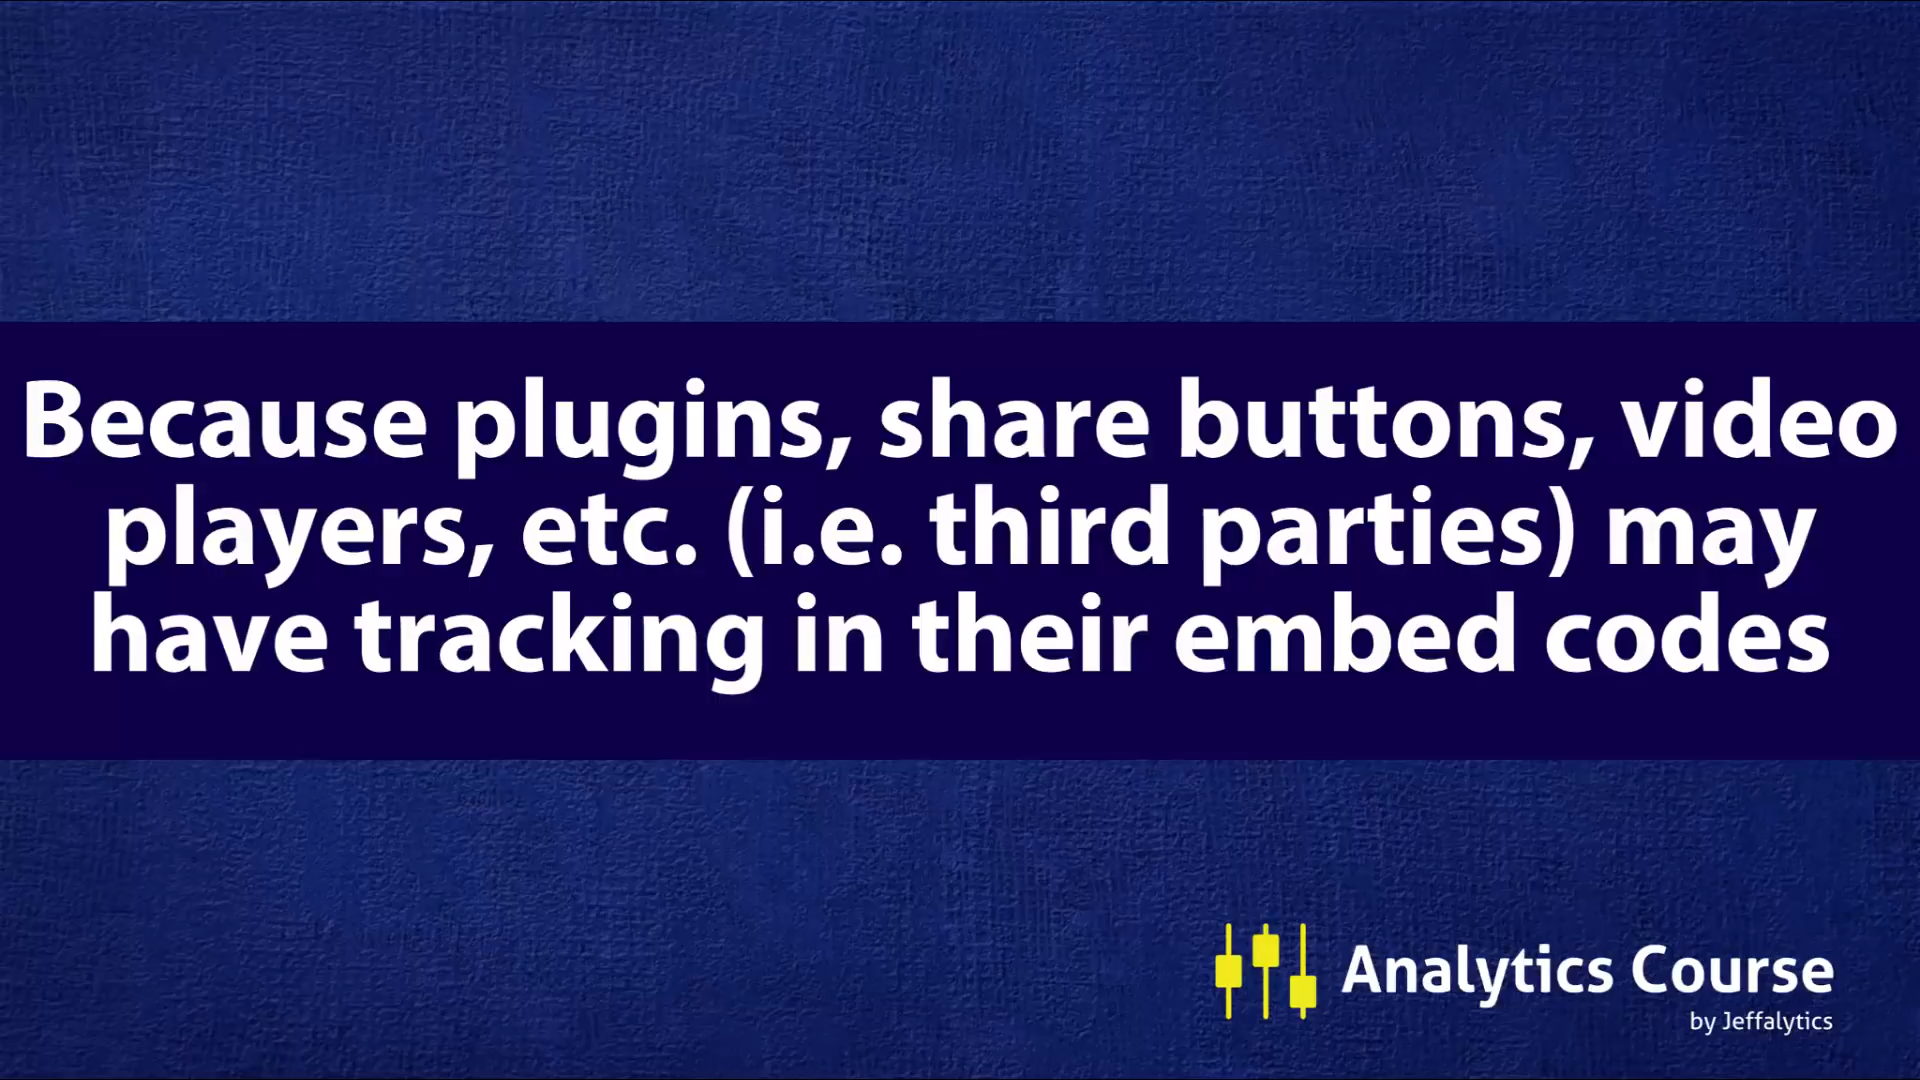 Because plugins, share buttons, video
players, etc. (i.e. third parties) may
have tracking in their embed codes
Analytics Course
by Jeffalytics